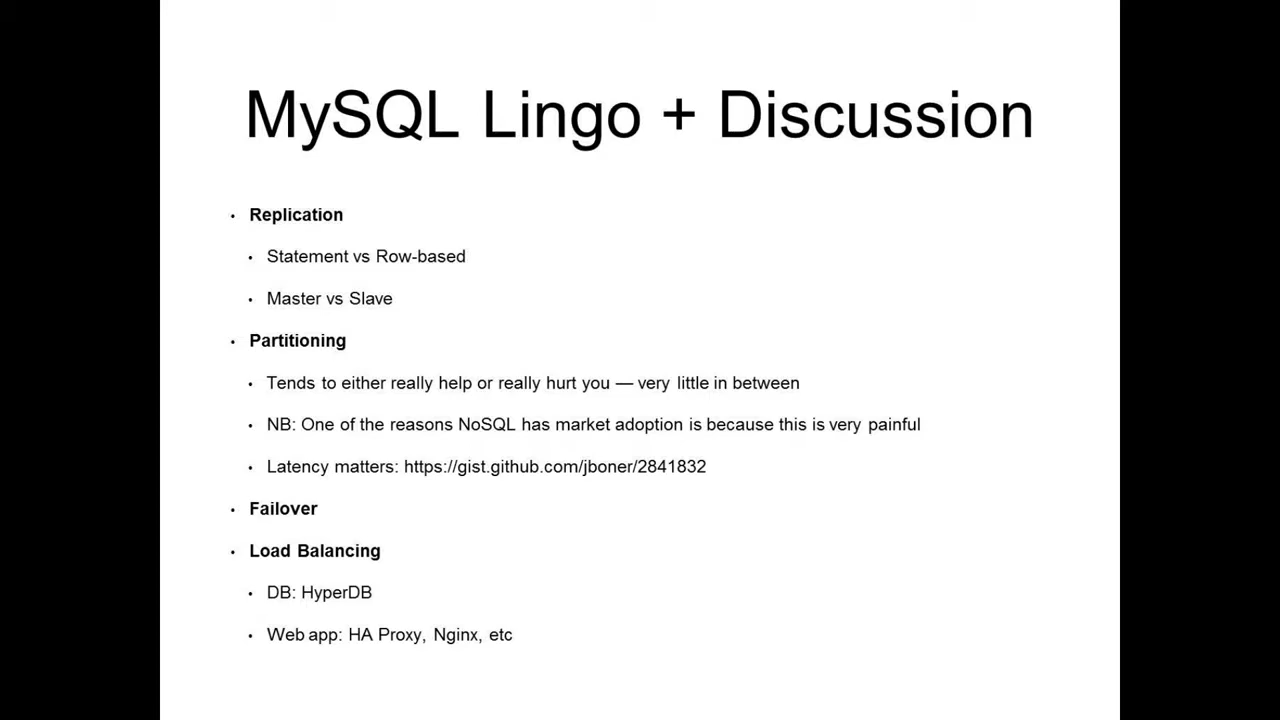 MySQL Lingo + Discussion
• Replication
• Statement vs Row-based
• Master vs Slave
• Partitioning
• Tends to either really help or really hurt you — very little in between
• NB: One of the reasons NoSQL has market adoption is because this is very painful
• Latency matters: https://gist.github.com/jboner/2841832
• Failover
• Load Balancing
• DB: HyperDB
• Web app: HA Proxy, Nginx, etc